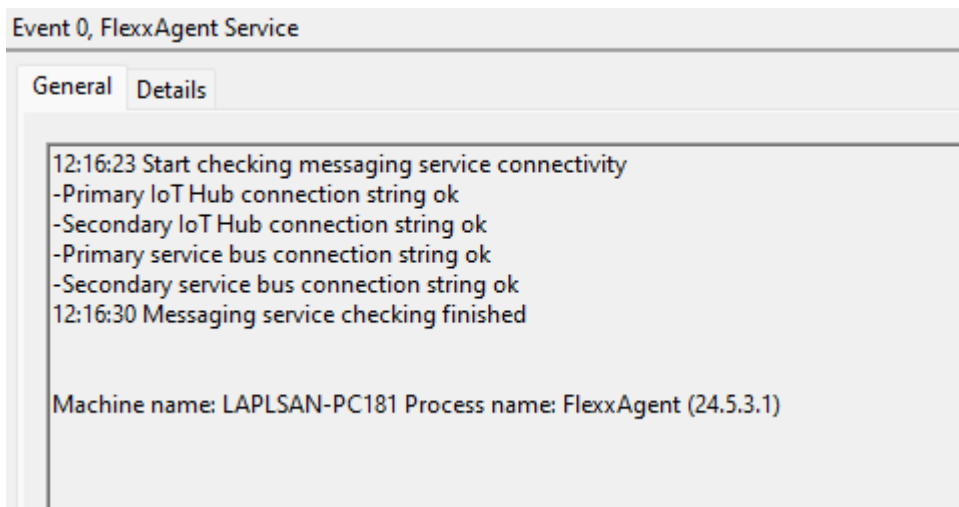 Event 0, FlexxAgent Service
General Details
12:16:23 Start checking messaging service connectivity
-Primary IoT Hub connection string ok
-Secondary IoT Hub connection string ok
-Primary service bus connection string ok
-Secondary service bus connection string ok
12:16:30 Messaging service checking finished
Machine name: LAPLSAN-PC181 Process name: FlexxAgent (24.5.3.1)